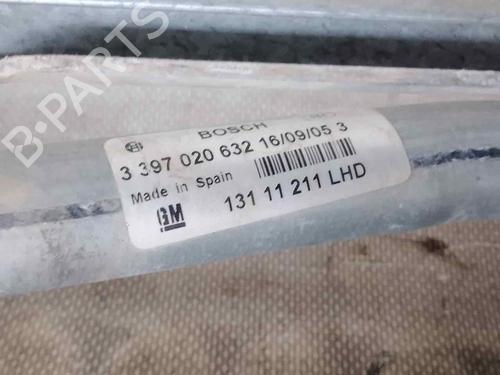 B-PARTS
BOSCH
3 397 020 632 16/09/05 3
Made in Spain
GM
131 11 211 LHD